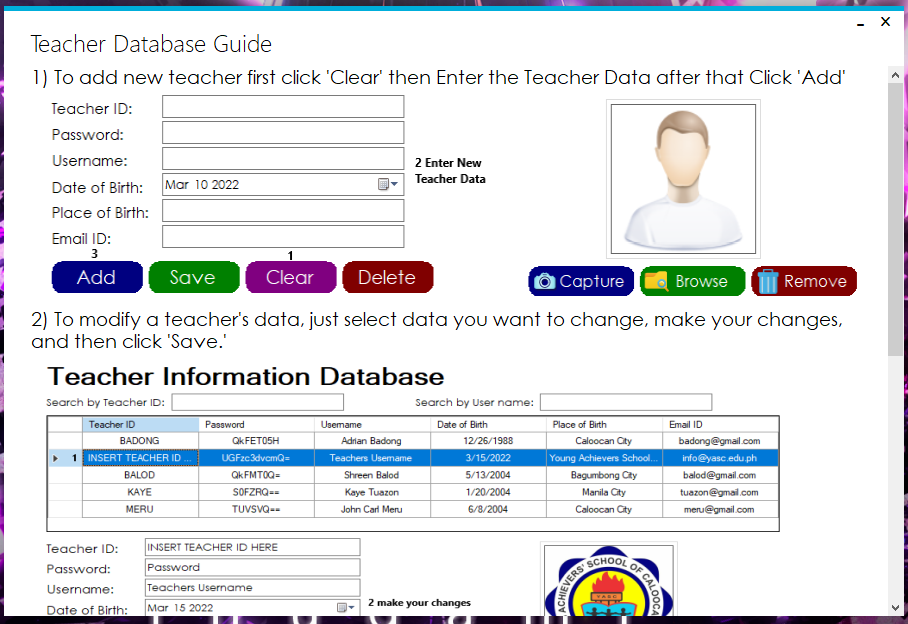 Teacher Database Guide
1) To add new teacher first click 'Clear' then Enter the Teacher Data after that Click 'Add'
Teacher ID:
Password:
Username:
2 Enter New
Teacher Data
Date of Birth: Mar 10 2022
Place of Birth:
Email ID:
3 1
Add Save Clear Delete Capture Browse Remove
2) To modify a teacher's data, just select data you want to change, make your changes,
and then click 'Save.'
Teacher Information Database
Search by Teacher ID: Search by User name:
Teacher ID Password Username Date of Birth Place of Birth Email ID
BADONG QkFET05H Adrian Badong 12/26/1988 Caloocan City badong@gmail.com
1 INSERT TEACHER ID ... UGFzc3dvcmQ= Teachers Username 3/15/2022 Young Achievers School... info@yasc.edu.ph
BALOD QkFMT0Q= Shreen Balod 5/13/2004 Bagumbong City balod@gmail.com
KAYE S0FZRQ== Kaye Tuazon 1/20/2004 Manila City tuazon@gmail.com
MERU TUVSVQ== John Carl Meru 6/8/2004 Caloocan City meru@gmail.com
Teacher ID: INSERT TEACHER ID HERE
Password: Password
Username: Teachers Username
Date of Birth: Mar 15 2022
2 make your changes
ACHIEVERS' SCHOOL OF CALOOCA
YASC